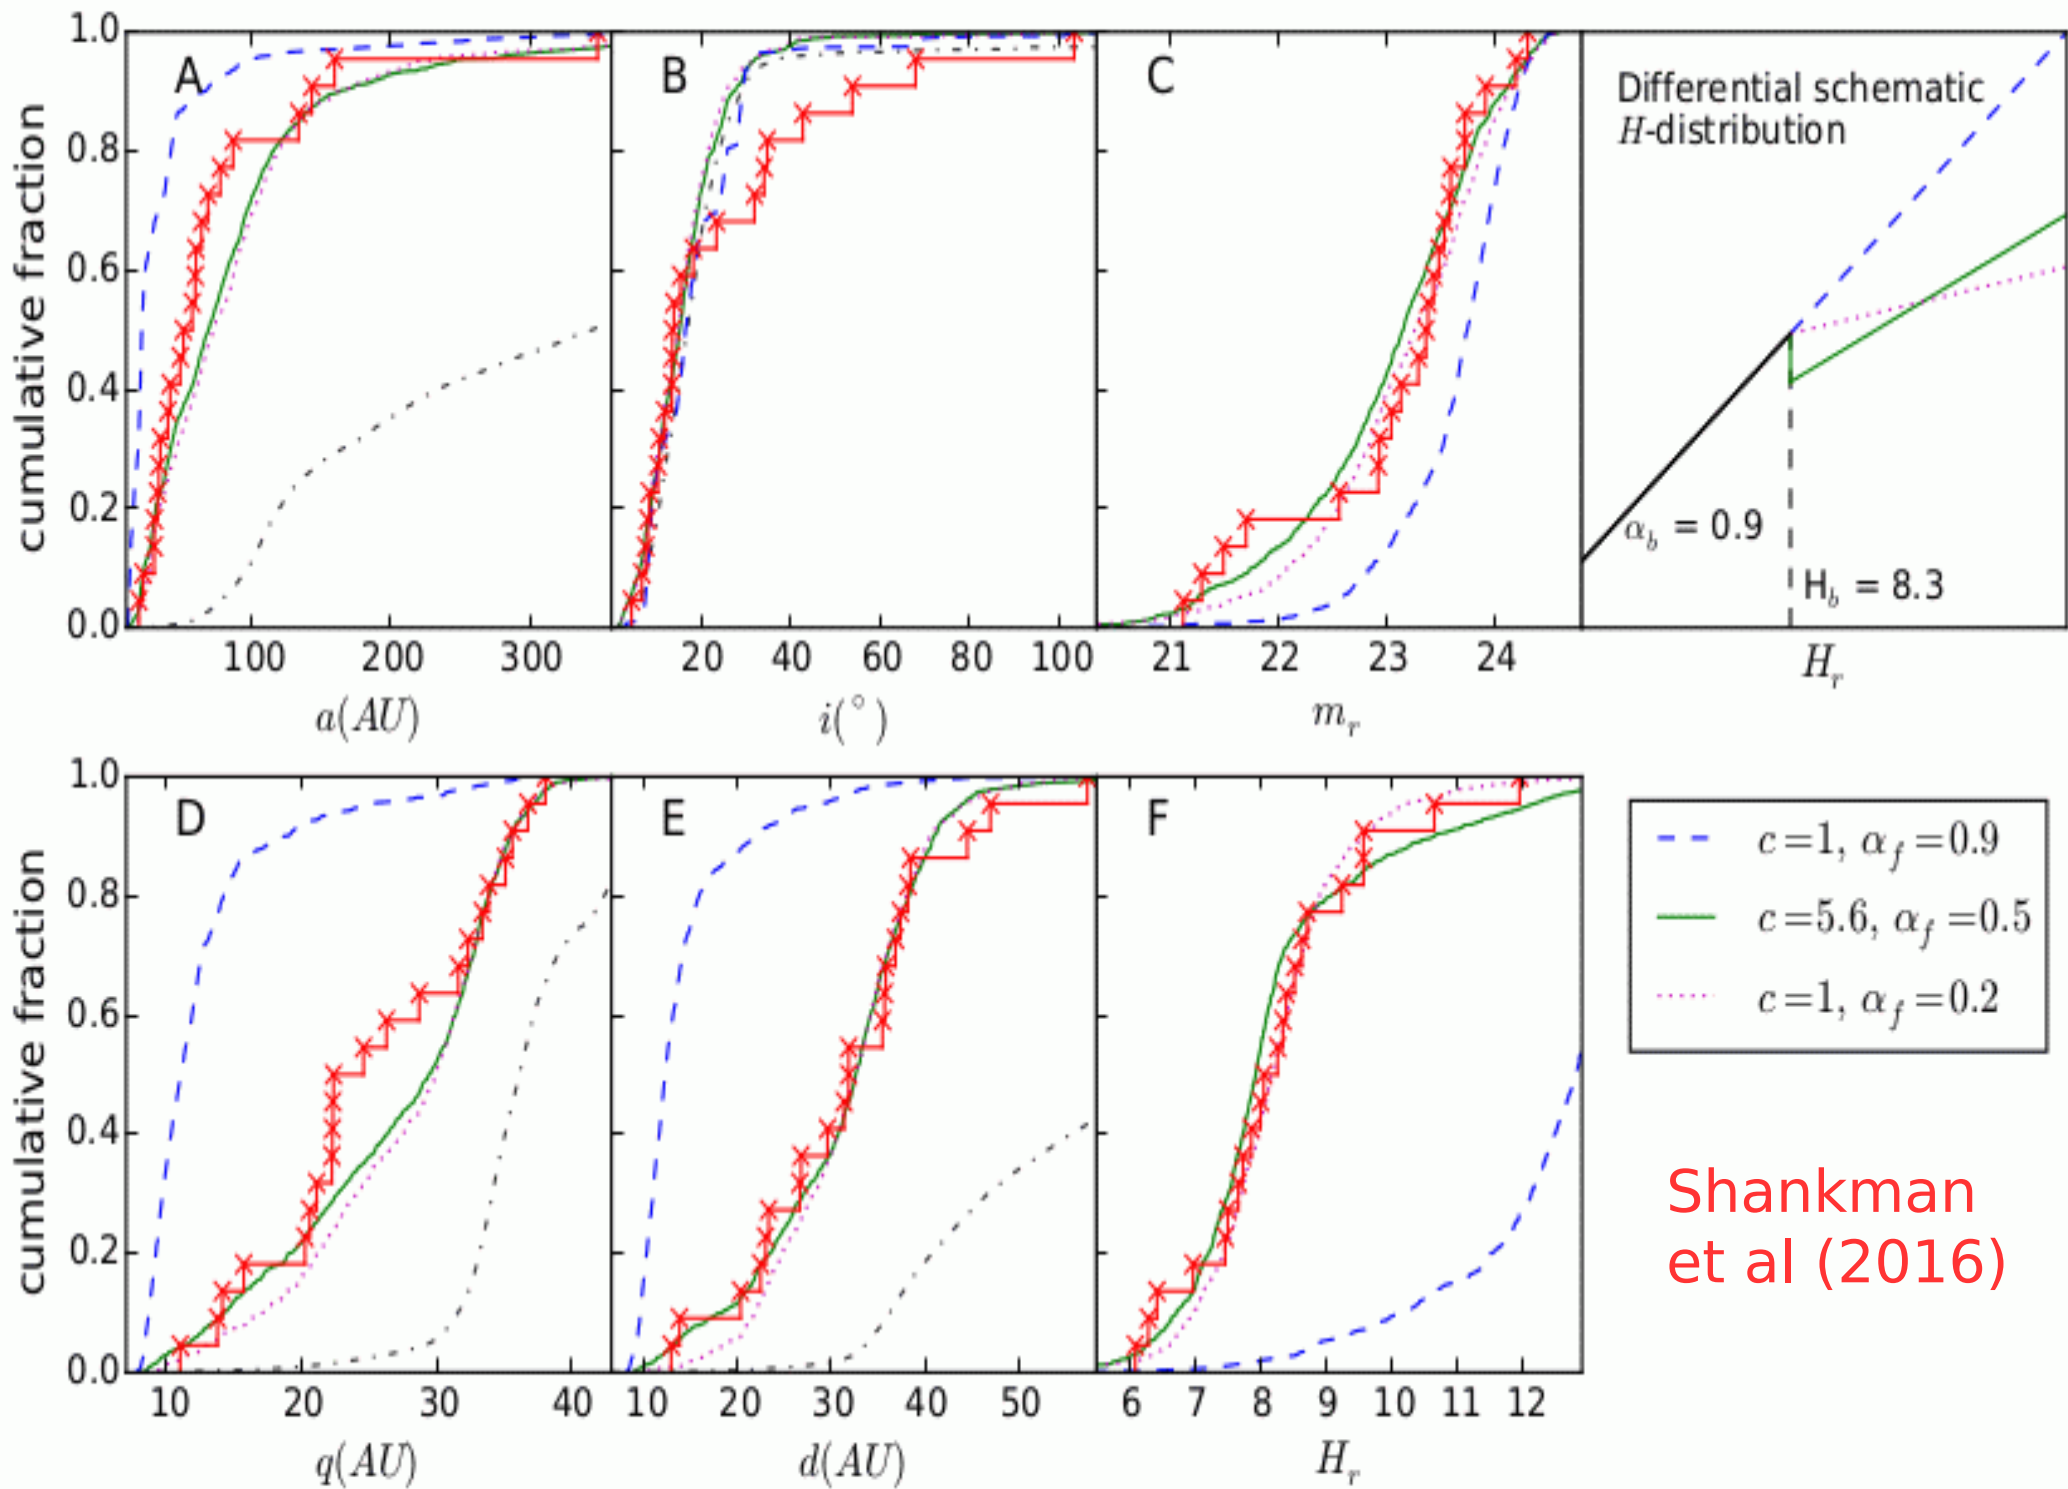 cumulative fraction
1.0
0.8
0.6
0.4
0.2
0.0
A
100 200 300
a(AU)
B
20 40 60 80 100
i(°)
C
21 22 23 24
m_r
Differential schematic
H-distribution
α_b = 0.9
H_b = 8.3
H_r
cumulative fraction
1.0
0.8
0.6
0.4
0.2
0.0
D
10 20 30 40
q(AU)
E
10 20 30 40 50
d(AU)
F
6 7 8 9 10 11 12
H_r
c=1, α_f=0.9
c=5.6, α_f=0.5
c=1, α_f=0.2
Shankman
et al (2016)